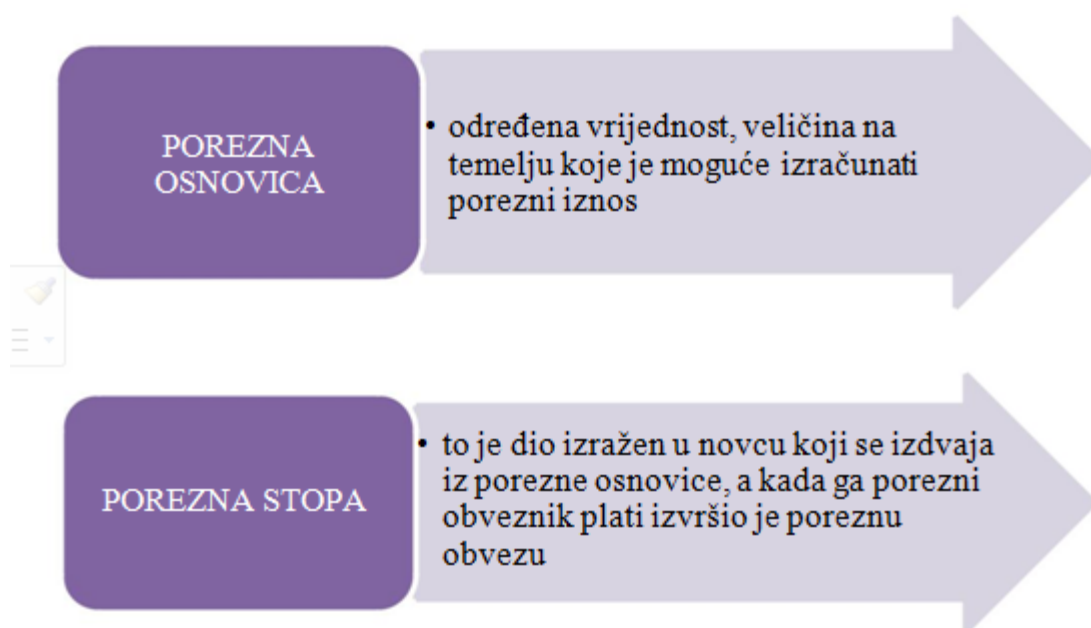 POREZNA
OSNOVICA
• određena vrijednost, veličina na
temelju koje je moguće izračunati
porezni iznos
POREZNA STOPA
• to je dio izražen u novcu koji se izdvaja
iz porezne osnovice, a kada ga porezni
obveznik plati izvršio je poreznu
obvezu